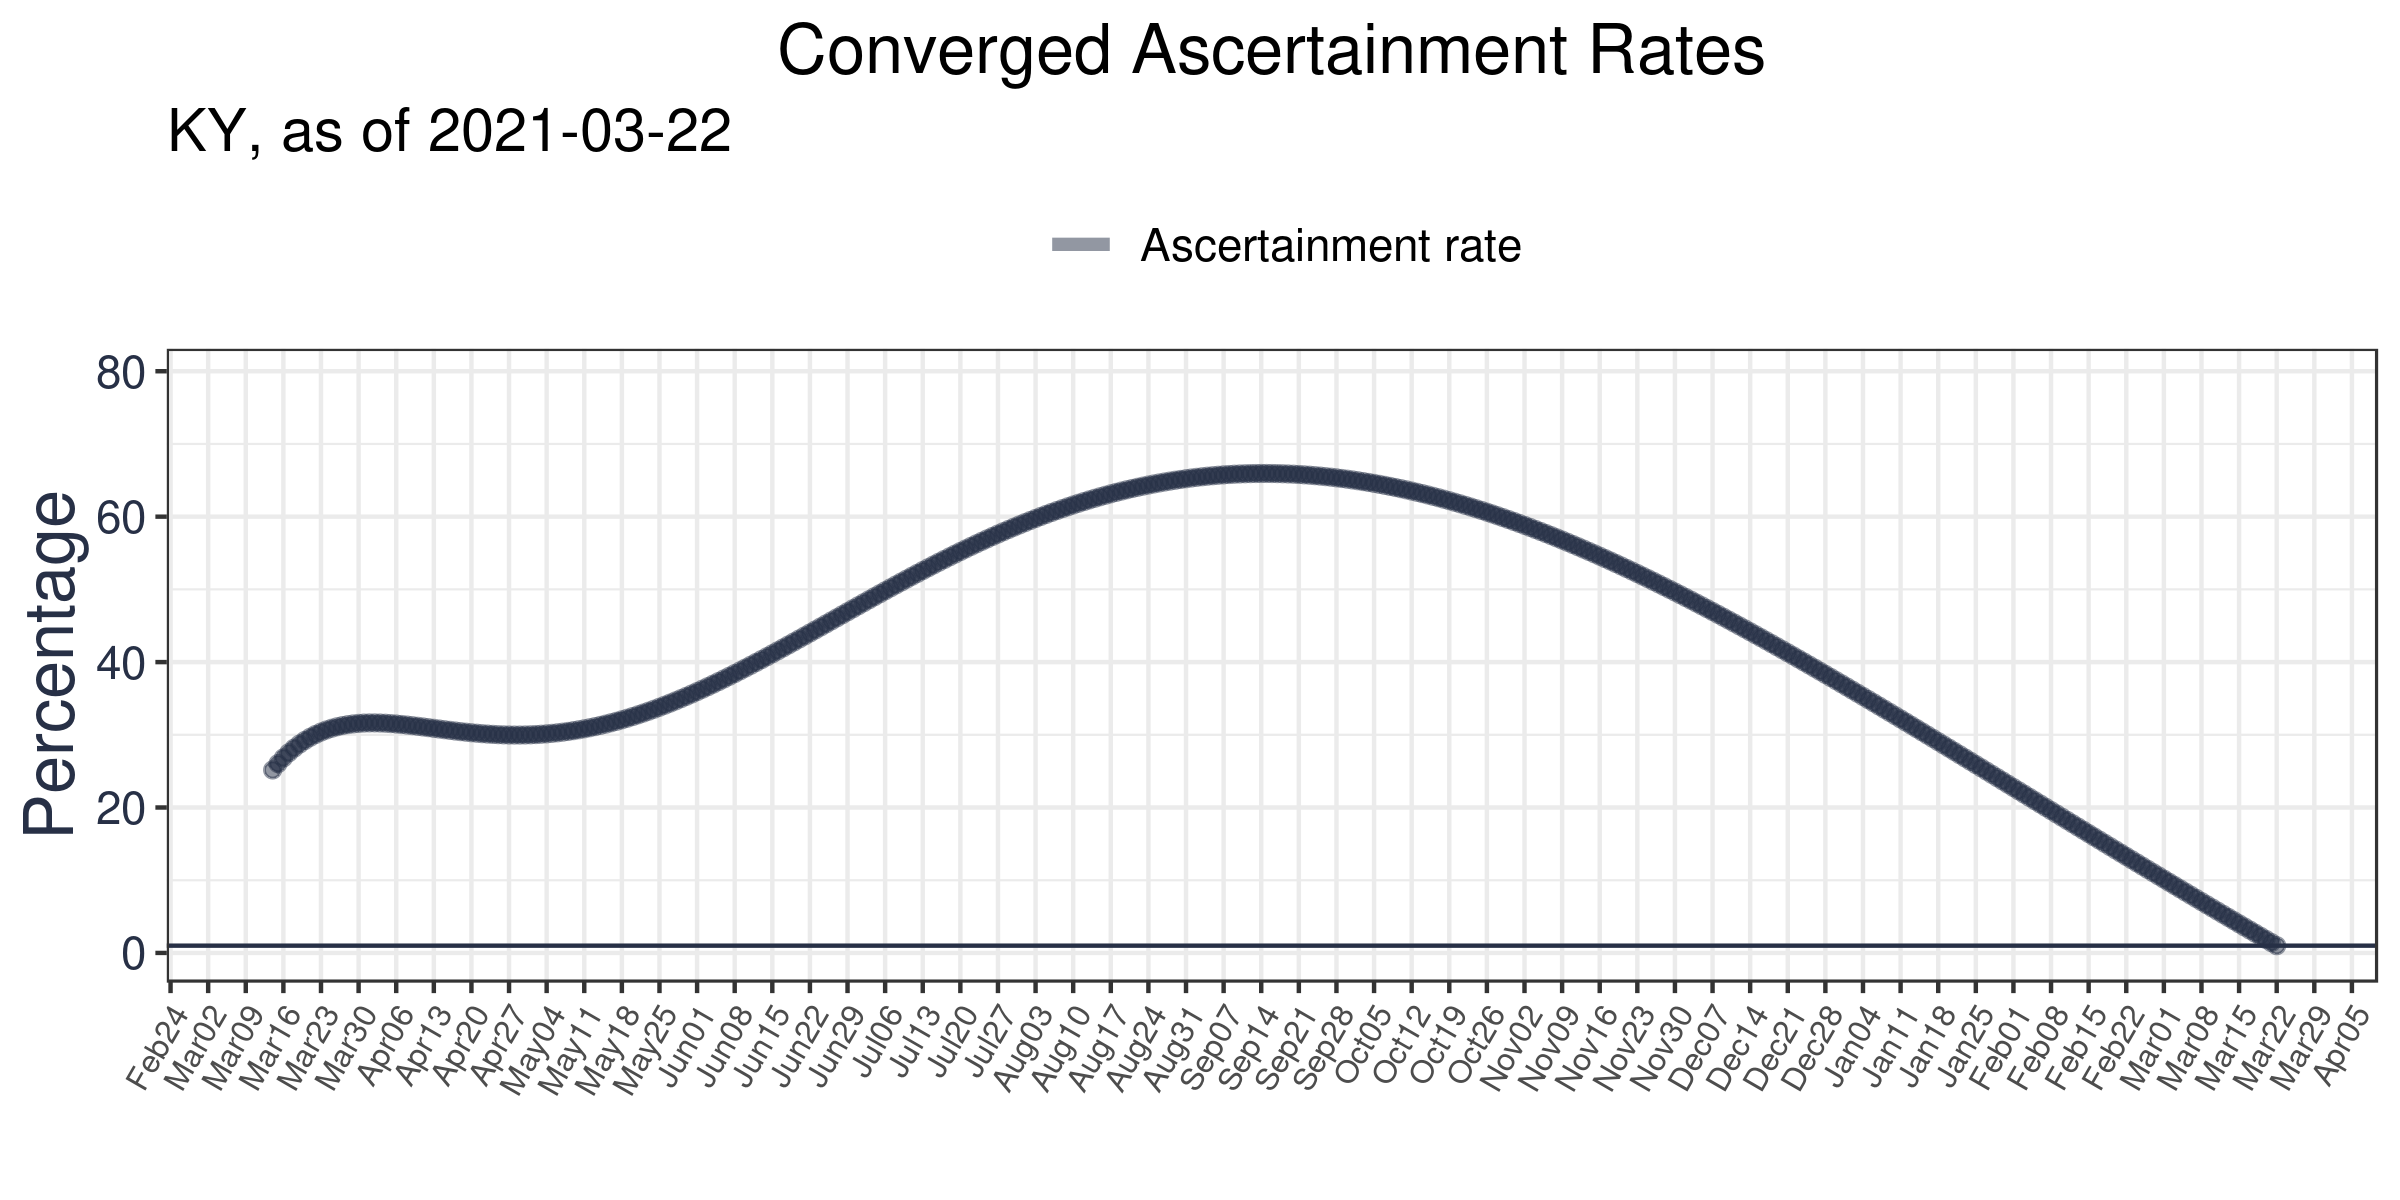 Converged Ascertainment Rates
KY, as of 2021-03-22
Ascertainment rate
Percentage
80
60
40
20
0
Feb24 Mar02 Mar09 Mar16 Mar23 Mar30 Apr06 Apr13 Apr20 Apr27 May04 May11 May18 May25 Jun01 Jun08 Jun15 Jun22 Jun29 Jul06 Jul13 Jul20 Jul27 Aug03 Aug10 Aug17 Aug24 Aug31 Sep07 Sep14 Sep21 Sep28 Oct05 Oct12 Oct19 Oct26 Nov02 Nov09 Nov16 Nov23 Nov30 Dec07 Dec14 Dec21 Dec28 Jan04 Jan11 Jan18 Jan25 Feb01 Feb08 Feb15 Feb22 Mar01 Mar08 Mar15 Mar22 Mar29 Apr05